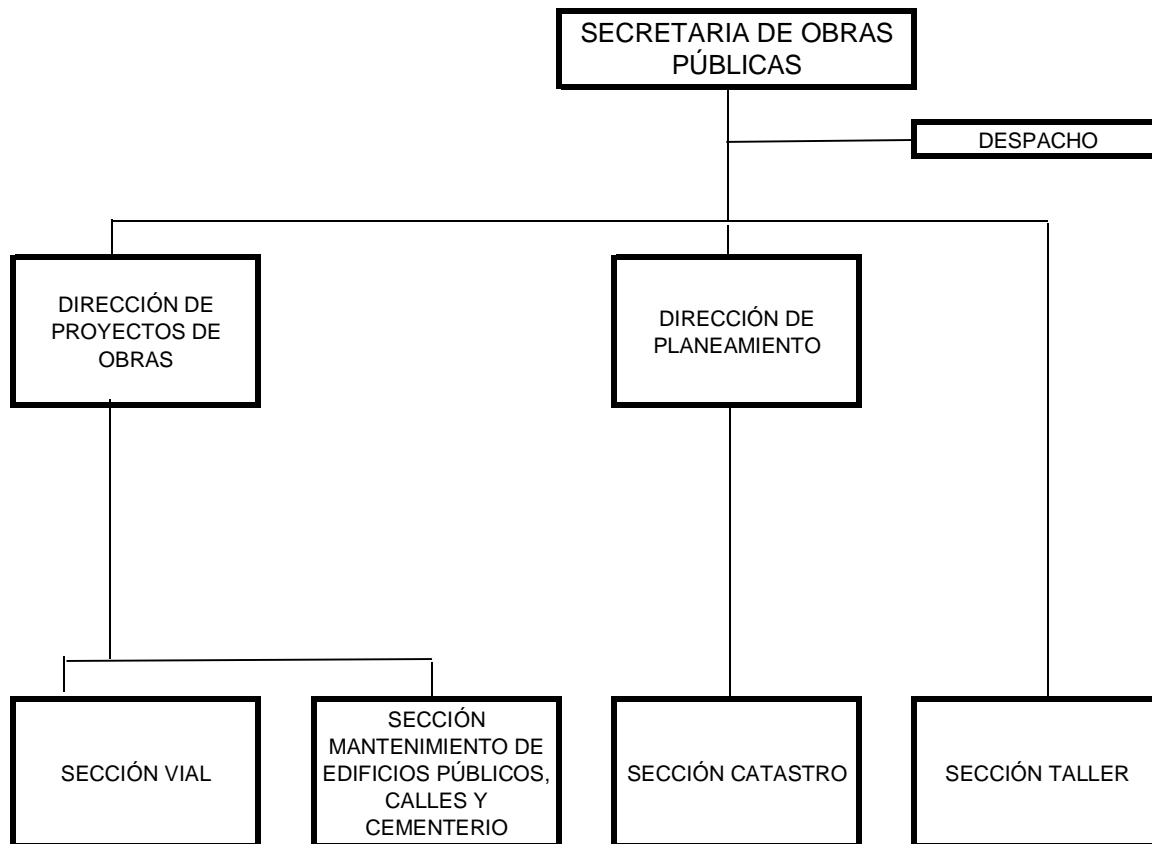 SECRETARIA DE OBRAS
PÚBLICAS
DESPACHO
DIRECCIÓN DE
PROYECTOS DE
OBRAS
DIRECCIÓN DE
PLANEAMIENTO
SECCIÓN VIAL
SECCIÓN
MANTENIMIENTO DE
EDIFICIOS PÚBLICOS,
CALLES Y
CEMENTERIO
SECCIÓN CATASTRO
SECCIÓN TALLER